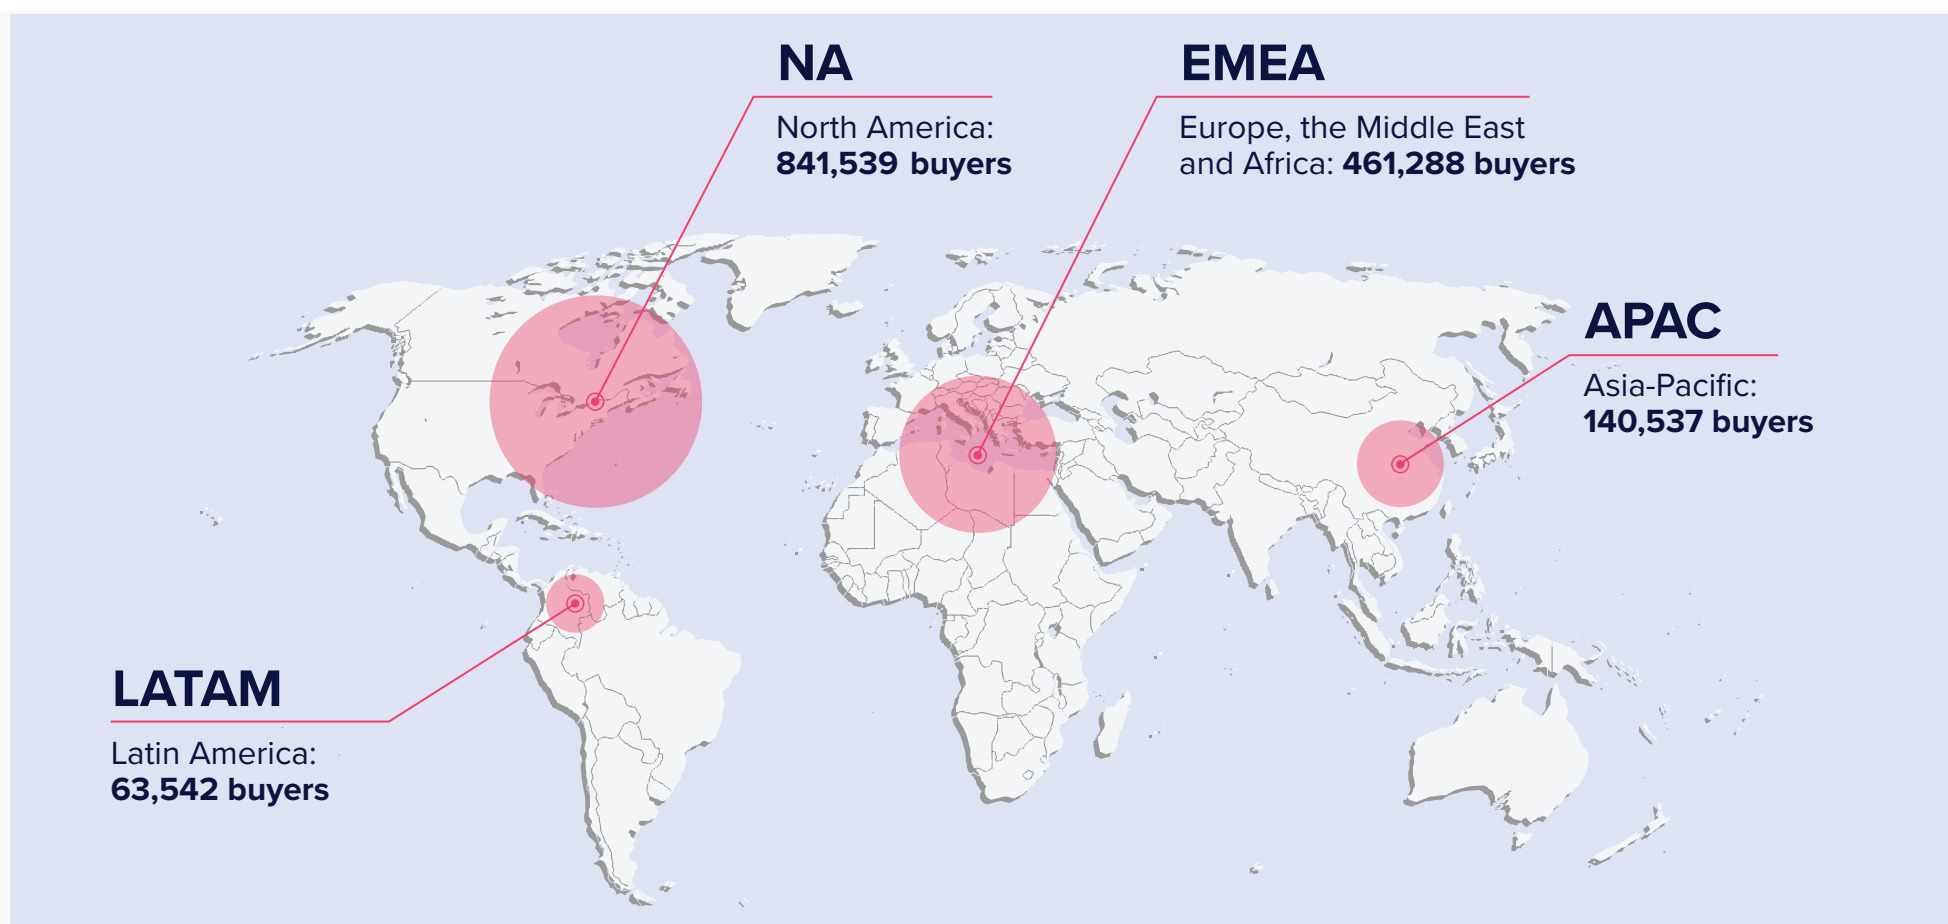 NA
North America:
841,539 buyers
EMEA
Europe, the Middle East
and Africa: 461,288 buyers
APAC
Asia-Pacific:
140,537 buyers
LATAM
Latin America:
63,542 buyers